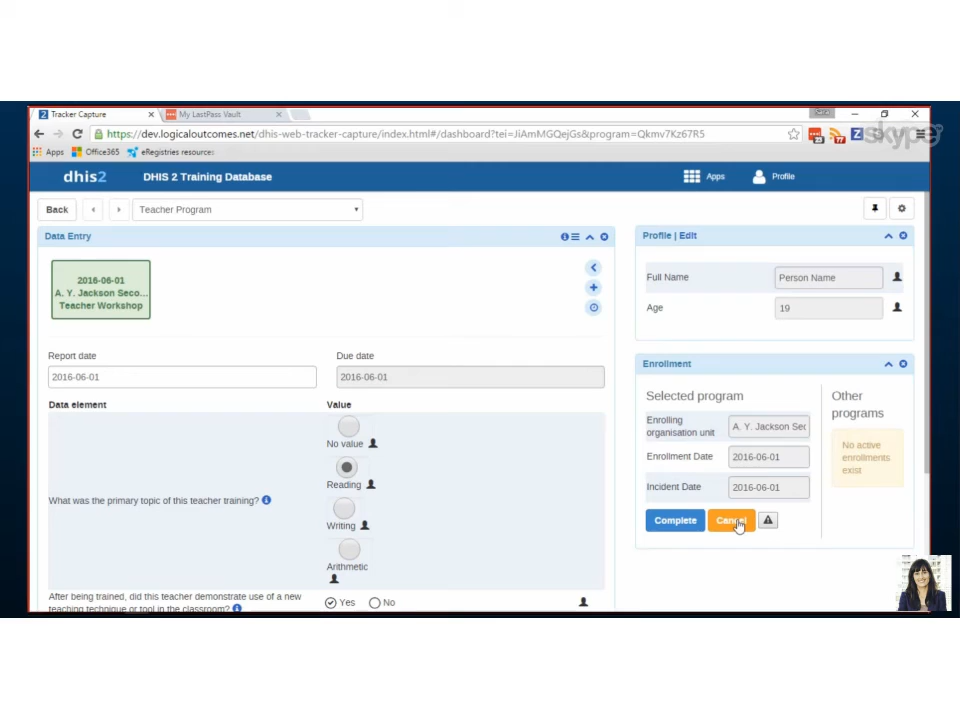 Tracker Capture
My LastPass Vault
https://dev.logicaloutcomes.net/dhis-web-tracker-capture/index.html#/dashboard?tei=JiAmMGQejGs&program=Qkmv7Kz67R5
skype
Apps
Office365
eRegistries resources
dhis2
DHIS 2 Training Database
Apps
Profile
Back
Teacher Program
Data Entry
2016-06-01
A. Y. Jackson Seco...
Teacher Workshop
Report date
Due date
2016-06-01
2016-06-01
Data element
Value
No value
Reading
What was the primary topic of this teacher training?
Writing
Arithmetic
After being trained, did this teacher demonstrate use of a new
teaching technique or tool in the classroom?
Yes
No
Profile | Edit
Full Name
Person Name
Age
19
Enrollment
Selected program
Enrolling
organisation unit
A. Y. Jackson Sec
Enrollment Date
2016-06-01
Incident Date
2016-06-01
Complete
Cancel
Other
programs
No active
enrollments
exist